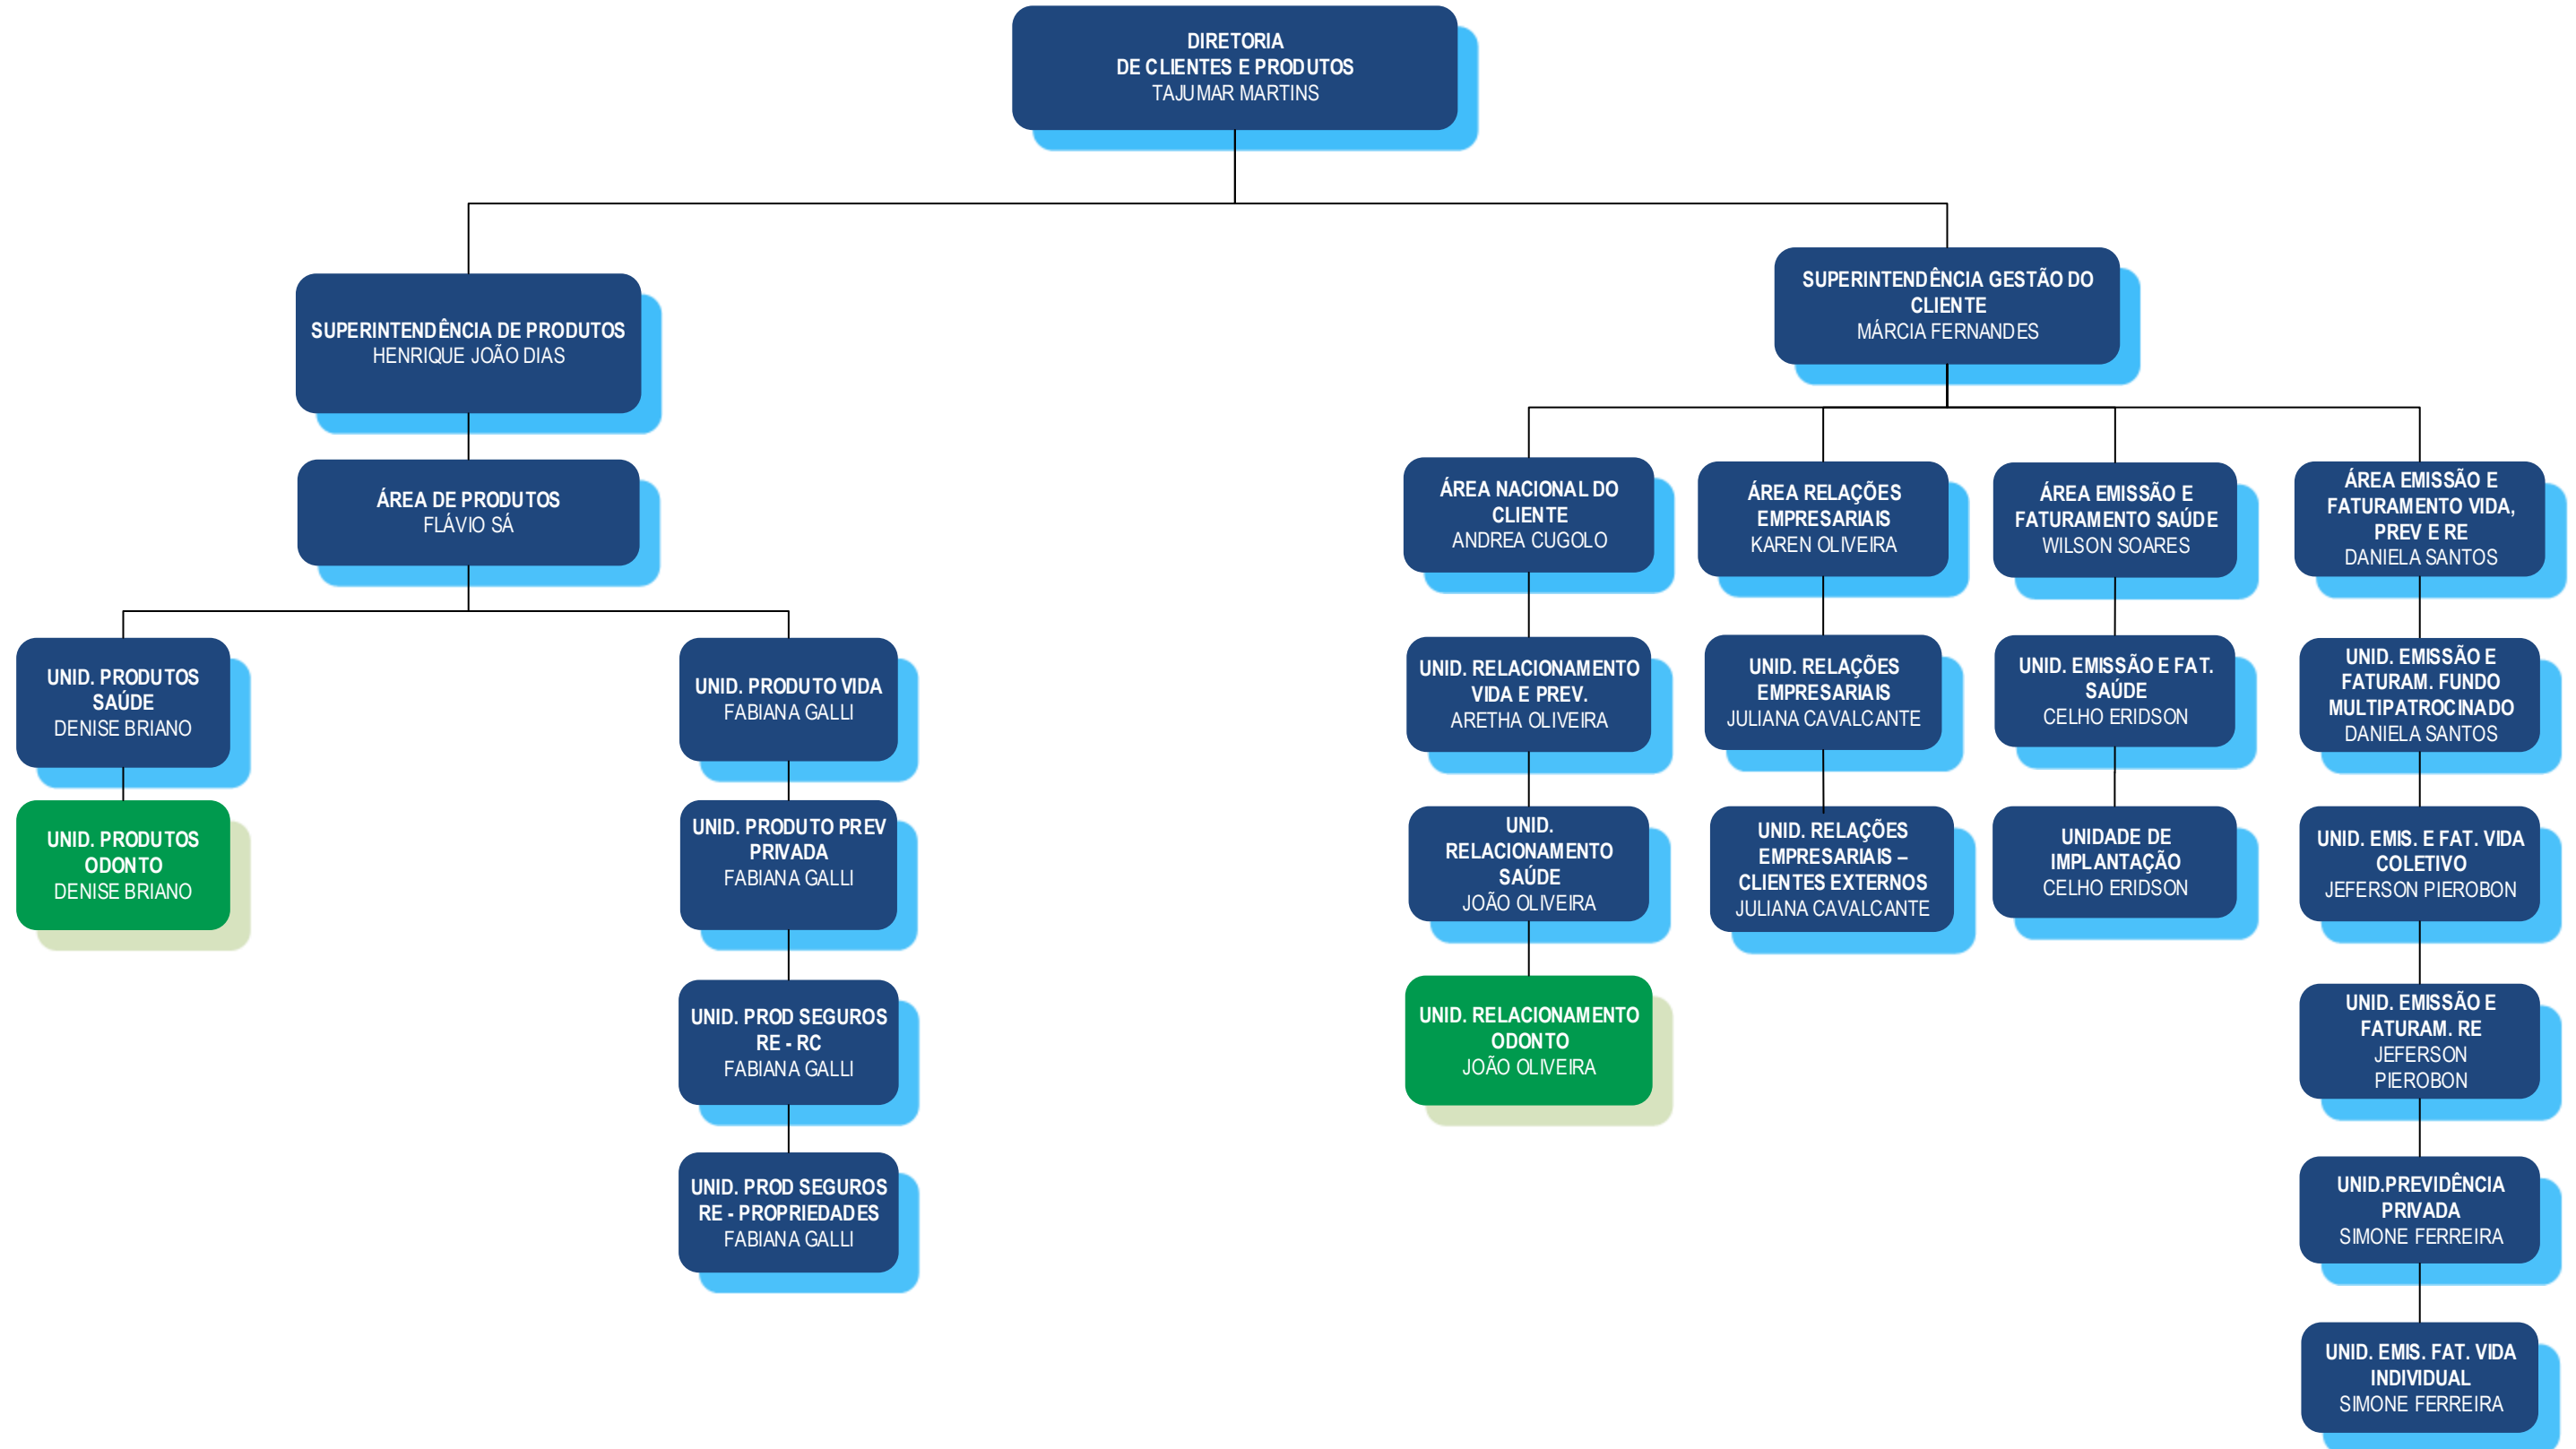 DIRETORIA
DE CLIENTES E PRODUTOS
TAJUMAR MARTINS
SUPERINTENDÊNCIA DE PRODUTOS
HENRIQUE JOÃO DIAS
SUPERINTENDÊNCIA GESTÃO DO
CLIENTE
MÁRCIA FERNANDES
ÁREA DE PRODUTOS
FLÁVIO SÁ
ÁREA NACIONAL DO
CLIENTE
ANDREA CUGOLO
ÁREA RELAÇÕES
EMPRESARIAIS
KAREN OLIVEIRA
ÁREA EMISSÃO E
FATURAMENTO SAÚDE
WILSON SOARES
ÁREA EMISSÃO E
FATURAMENTO VIDA,
PREV E RE
DANIELA SANTOS
UNID. PRODUTOS
SAÚDE
DENISE BRIANO
UNID. PRODUTO VIDA
FABIANA GALLI
UNID. RELACIONAMENTO
VIDA E PREV.
ARETHA OLIVEIRA
UNID. RELAÇÕES
EMPRESARIAIS
JULIANA CAVALCANTE
UNID. EMISSÃO E FAT.
SAÚDE
CELHO ERIDSON
UNID. EMISSÃO E
FATURAM. FUNDO
MULTIPATROCINADO
DANIELA SANTOS
UNID. PRODUTOS
ODONTO
DENISE BRIANO
UNID. PRODUTO PREV
PRIVADA
FABIANA GALLI
UNID.
RELACIONAMENTO
SAÚDE
JOÃO OLIVEIRA
UNID. RELAÇÕES
EMPRESARIAIS –
CLIENTES EXTERNOS
JULIANA CAVALCANTE
UNIDADE DE
IMPLANTAÇÃO
CELHO ERIDSON
UNID. EMIS. E FAT. VIDA
COLETIVO
JEFERSON PIEROBON
UNID. PROD SEGUROS
RE - RC
FABIANA GALLI
UNID. RELACIONAMENTO
ODONTO
JOÃO OLIVEIRA
UNID. EMISSÃO E
FATURAM. RE
JEFERSON
PIEROBON
UNID. PROD SEGUROS
RE - PROPRIEDADES
FABIANA GALLI
UNID.PREVIDÊNCIA
PRIVADA
SIMONE FERREIRA
UNID. EMIS. FAT. VIDA
INDIVIDUAL
SIMONE FERREIRA